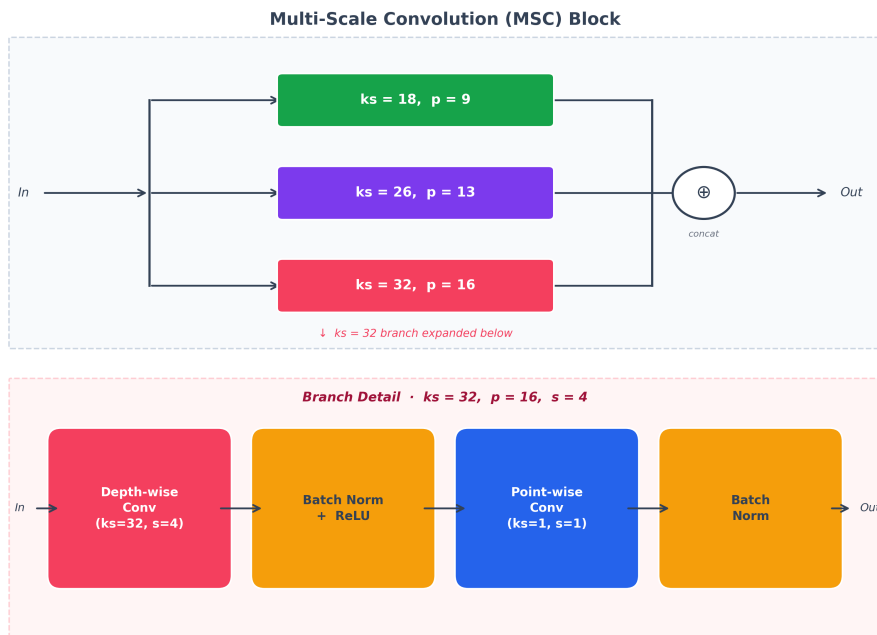 Multi-Scale Convolution (MSC) Block
ks = 18, p = 9
In
ks = 26, p = 13
⊕
Out
concat
ks = 32, p = 16
↓ ks = 32 branch expanded below
Branch Detail · ks = 32, p = 16, s = 4
In
Depth-wise
Conv
(ks=32, s=4)
Batch Norm
+ ReLU
Point-wise
Conv
(ks=1, s=1)
Batch
Norm
Out